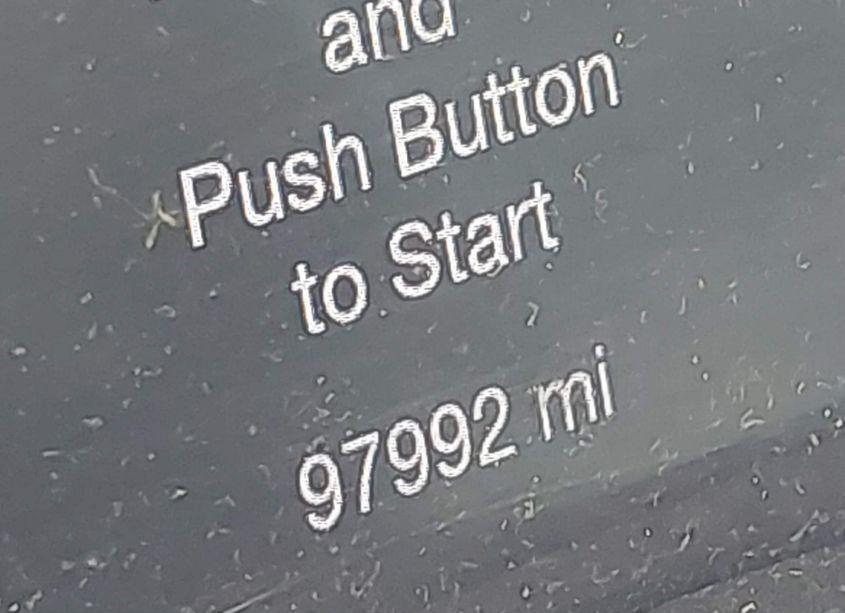 and
Push Button
to Start
97992 mi